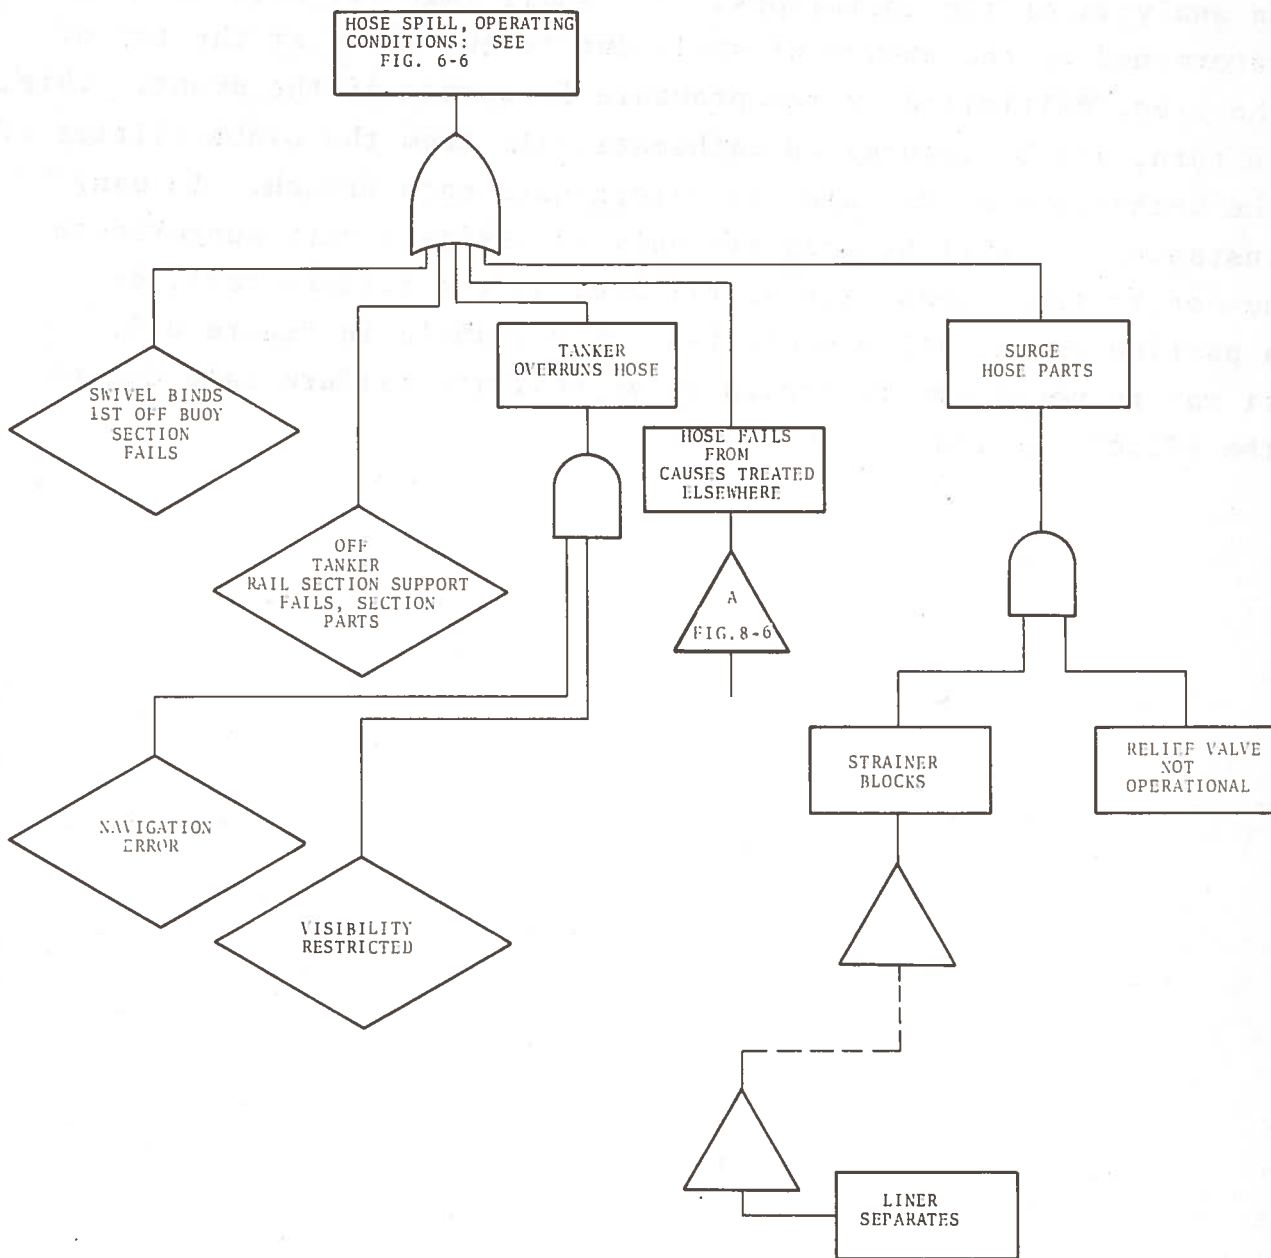 HOSE SPILL, OPERATING
CONDITIONS: SEE
FIG. 6-6
TANKER
OVERRUNS HOSE
SURGE
HOSE PARTS
SWIVEL BINDS
1ST OFF BUOY
SECTION
FAILS
HOSE FAILS
FROM
CAUSES TREATED
ELSEWHERE
OFF
TANKER
RAIL SECTION SUPPORT
FAILS, SECTION
PARTS
A
FIG.8-6
STRAINER
BLOCKS
RELIEF VALVE
NOT
OPERATIONAL
NAVIGATION
ERROR
VISIBILITY
RESTRICTED
LINER
SEPARATES